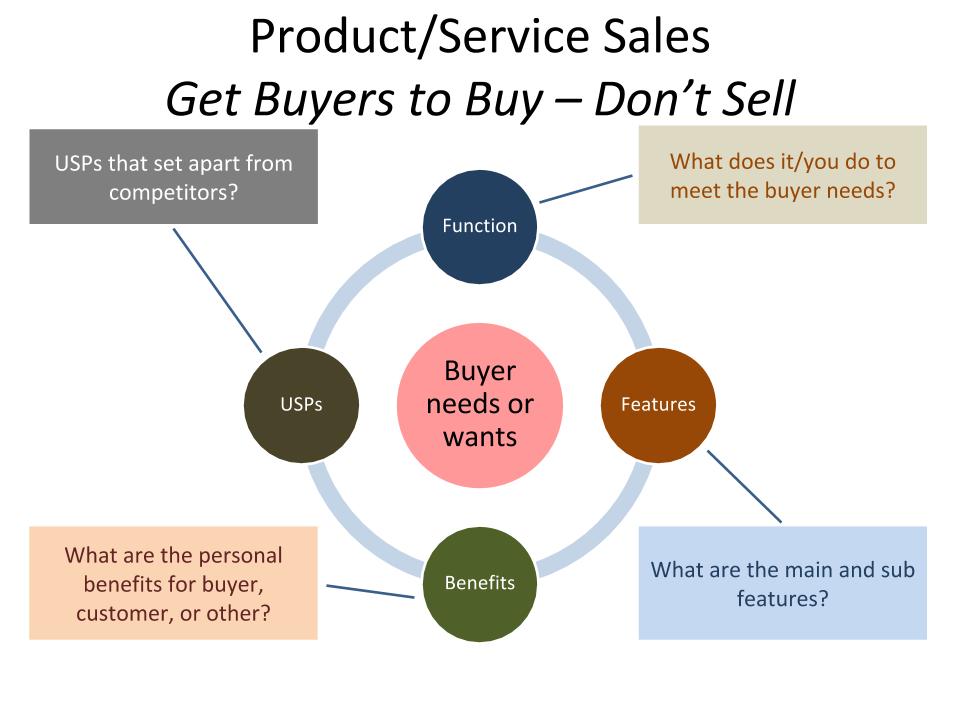 Product/Service Sales
Get Buyers to Buy – Don’t Sell
USPs that set apart from
competitors?
What does it/you do to
meet the buyer needs?
Function
Buyer
needs or
wants
USPs
Features
Benefits
What are the personal
benefits for buyer,
customer, or other?
What are the main and sub
features?